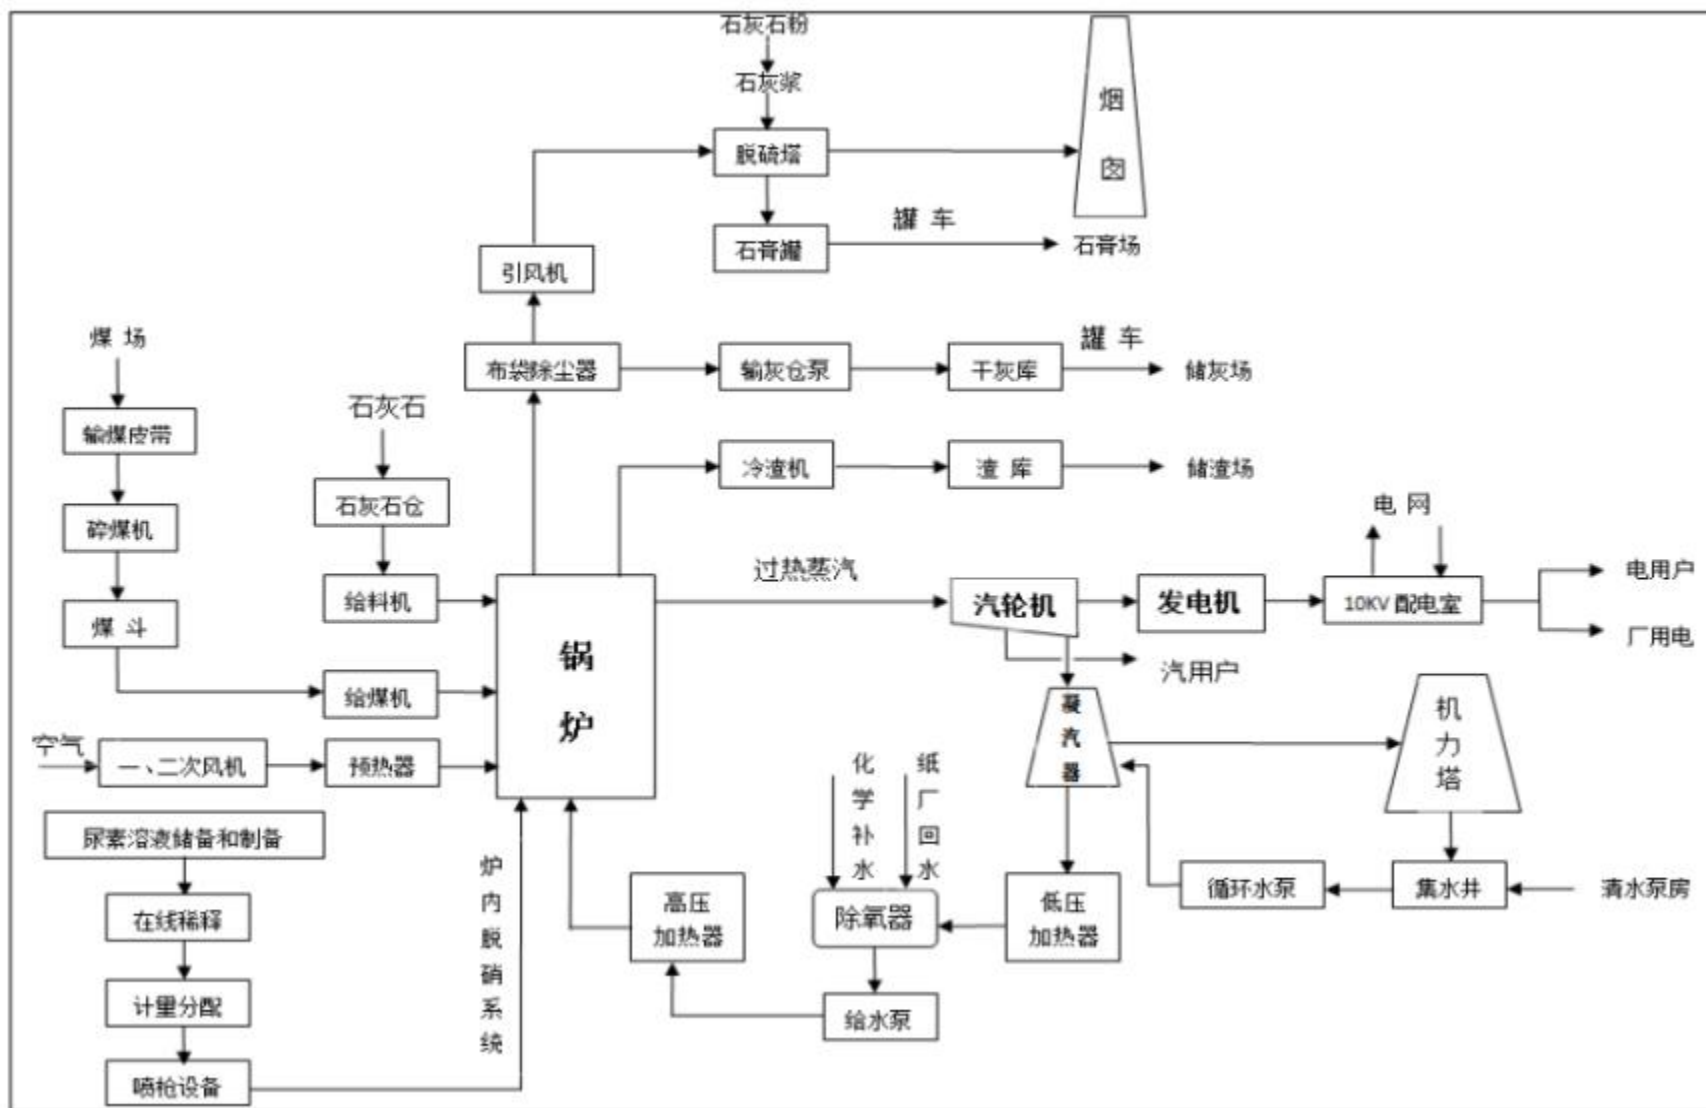 石灰石粉
石灰浆
脱硫塔
烟囱
罐 车
石膏罐
石膏场
引风机
煤 场
罐 车
布袋除尘器
输灰仓泵
干灰库
储灰场
石灰石
输煤皮带
冷渣机
渣 库
储渣场
石灰石仓
电 网
碎煤机
过热蒸汽
电用户
给料机
汽轮机
发电机
10KV 配电室
煤 斗
厂用电
锅炉
汽用户
给煤机
凝汽器
机力塔
空气
一、二次风机
预热器
化学补水
纸厂回水
尿素溶液储备和制备
炉内脱硝系统
高压
加热器
除氧器
低压
加热器
循环水泵
集水井
清水泵房
在线稀释
计量分配
给水泵
喷枪设备